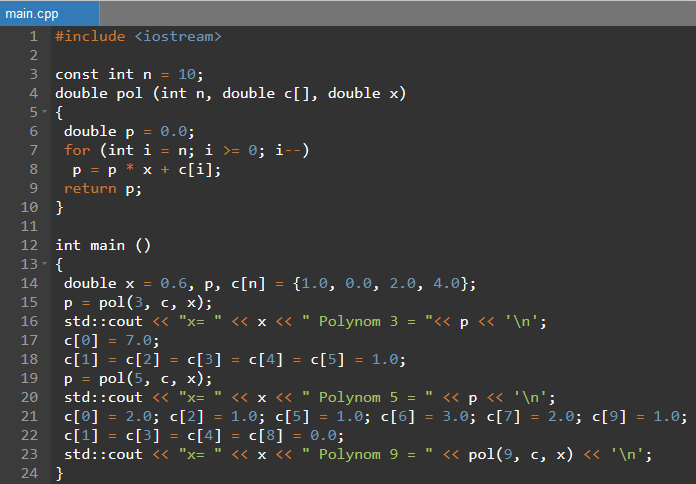 main.cpp
1 #include <iostream>
2
3 const int n = 10;
4 double pol (int n, double c[], double x)
5 {
6  double p = 0.0;
7  for (int i = n; i >= 0; i--)
8   p = p * x + c[i];
9  return p;
10 }
11
12 int main ()
13 {
14  double x = 0.6, p, c[n] = {1.0, 0.0, 2.0, 4.0};
15  p = pol(3, c, x);
16  std::cout << "x= " << x << " Polynom 3 = "<< p << '\n';
17  c[0] = 7.0;
18  c[1] = c[2] = c[3] = c[4] = c[5] = 1.0;
19  p = pol(5, c, x);
20  std::cout << "x= " << x << " Polynom 5 = " << p << '\n';
21  c[0] = 2.0; c[2] = 1.0; c[5] = 1.0; c[6] = 3.0; c[7] = 2.0; c[9] = 1.0;
22  c[1] = c[3] = c[4] = c[8] = 0.0;
23  std::cout << "x= " << x << " Polynom 9 = " << pol(9, c, x) << '\n';
24 }